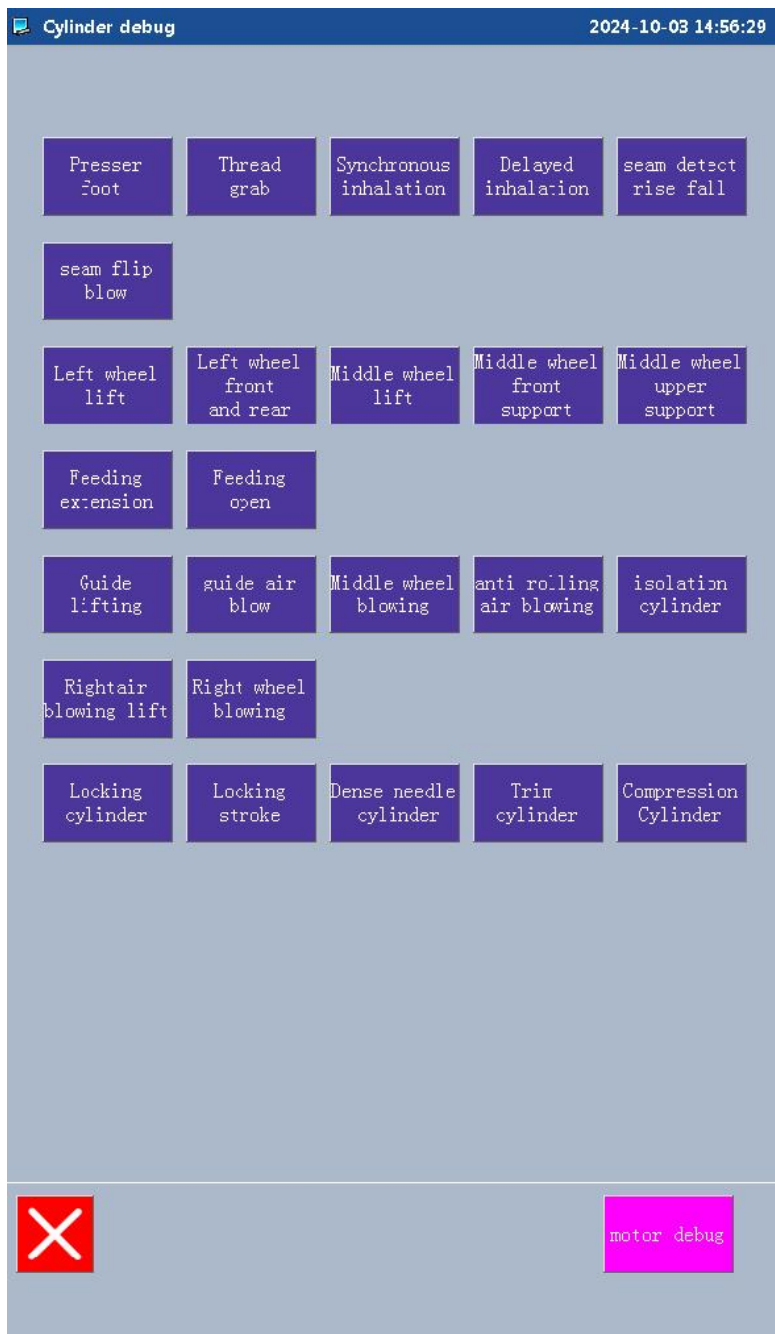 Cylinder debug 2024-10-03 14:56:29
Presser
foot
Thread
grab
Synchronous
inhalation
Delayed
inhalation
seam detect
rise fall
seam flip
blow
Left wheel
lift
Left wheel
front
and rear
Middle wheel
lift
Middle wheel
front
support
Middle wheel
upper
support
Feeding
extension
Feeding
open
Guide
lifting
guide air
blow
Middle wheel
blowing
anti rolling
air blowing
isolation
cylinder
Rightair
blowing lift
Right wheel
blowing
Locking
cylinder
Locking
stroke
Dense needle
cylinder
Trim
cylinder
Compression
Cylinder
motor debug